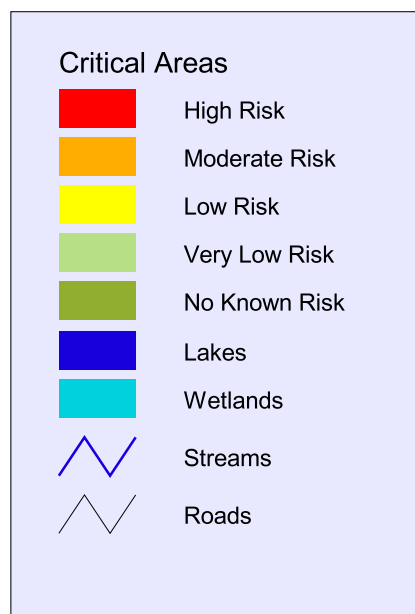 Critical Areas
High Risk
Moderate Risk
Low Risk
Very Low Risk
No Known Risk
Lakes
Wetlands
Streams
Roads